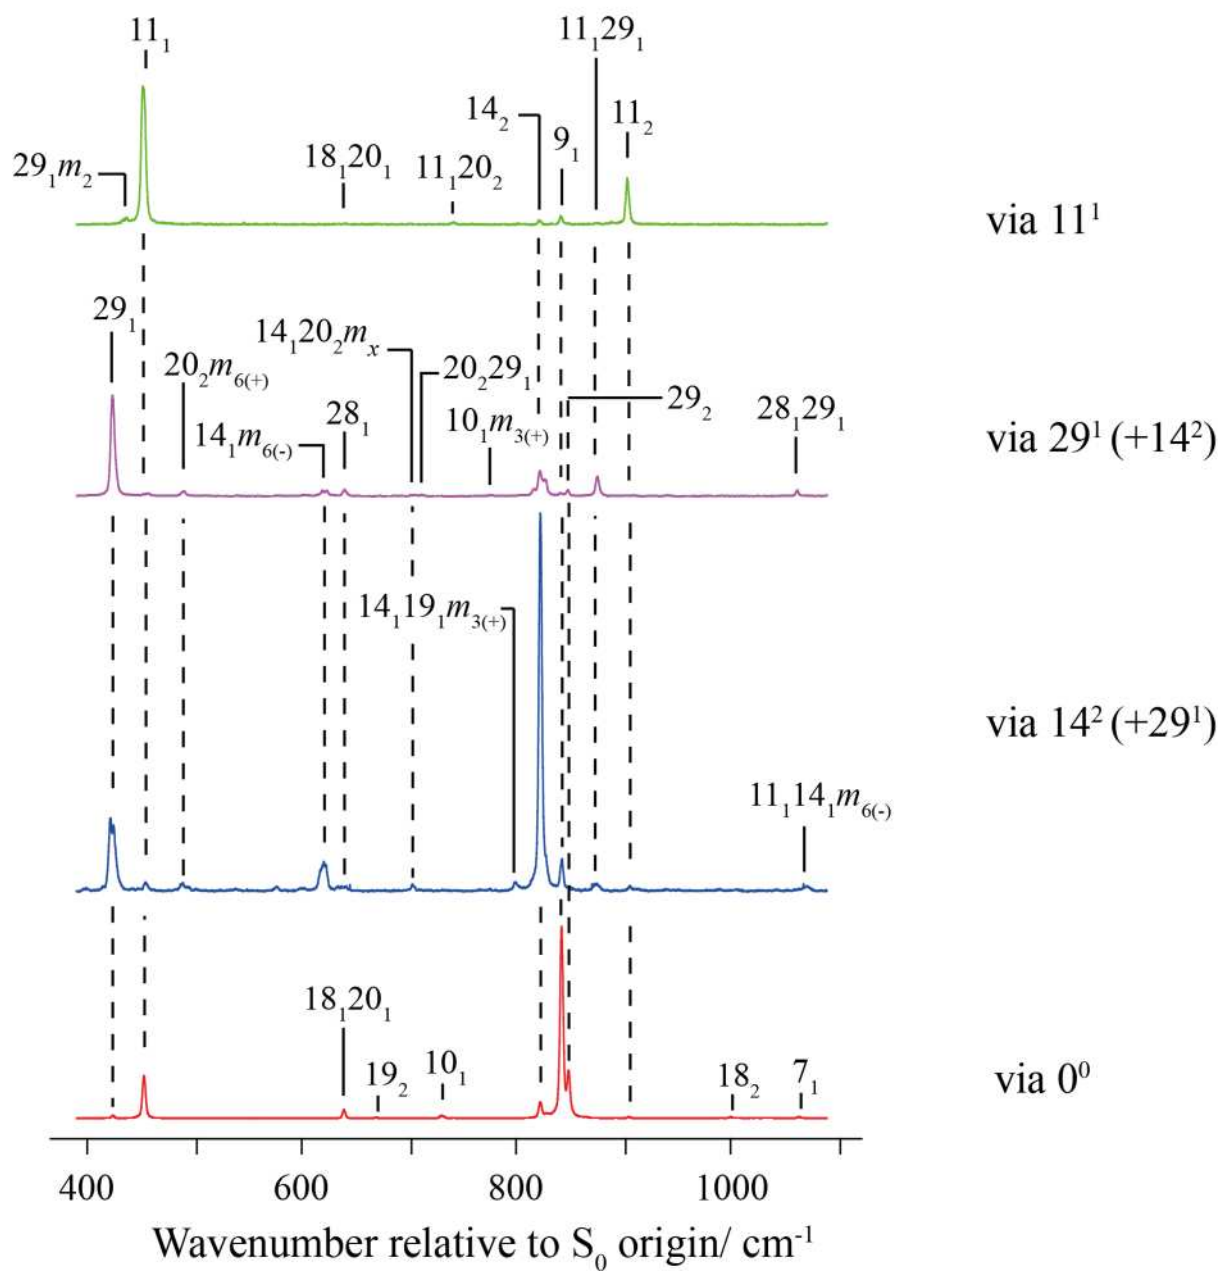 11₁
11₁29₁
14₂
9₁
11₂
29₁m₂
18₁20₁
11₁20₂
via 11¹
29₁
14₁20₂mₓ
20₂m₆₍₊₎
20₂29₁
29₂
14₁m₆₍₋₎
28₁
10₁m₃₍₊₎
28₁29₁
via 29¹ (+14²)
14₁19₁m₃₍₊₎
via 14² (+29¹)
11₁14₁m₆₍₋₎
18₁20₁
19₂
10₁
18₂
7₁
via 0⁰
400 600 800 1000
Wavenumber relative to S₀ origin/ cm⁻¹